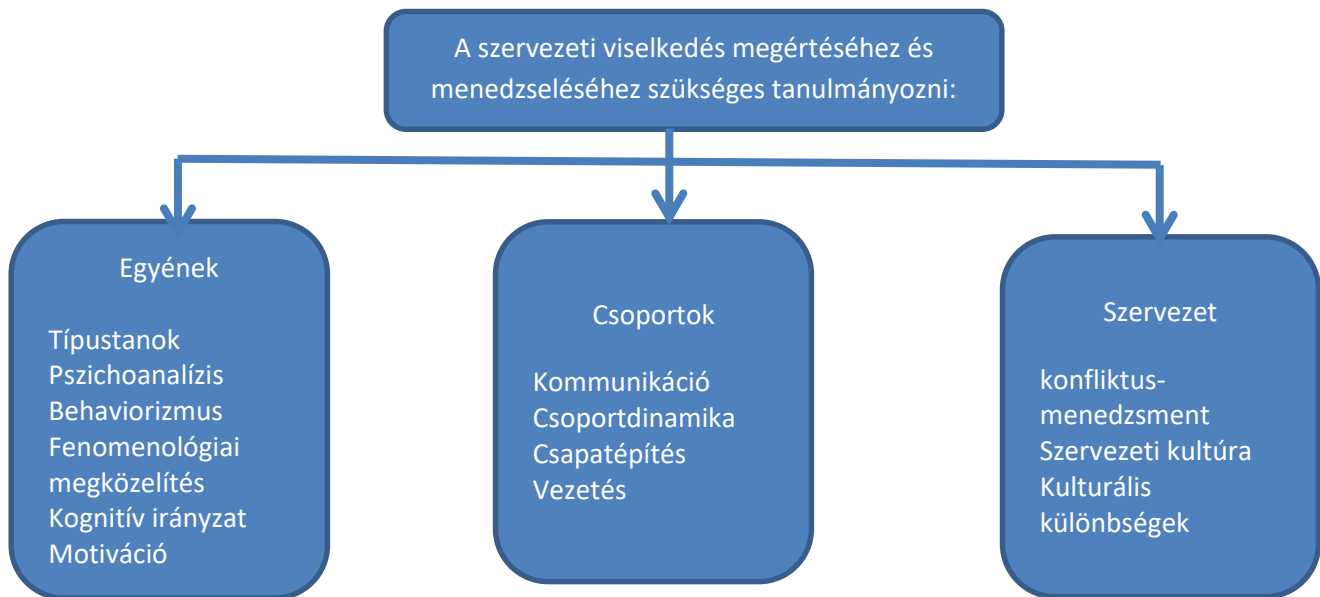 A szervezeti viselkedés megértéséhez és
menedzseléséhez szükséges tanulmányozni:
Egyének
Típustanok
Pszichoanalízis
Behaviorizmus
Fenomenológiai
megközelítés
Kognitív irányzat
Motiváció
Csoportok
Kommunikáció
Csoportdinamika
Csapatépítés
Vezetés
Szervezet
konfliktus-
menedzsment
Szervezeti kultúra
Kulturális
különbségek